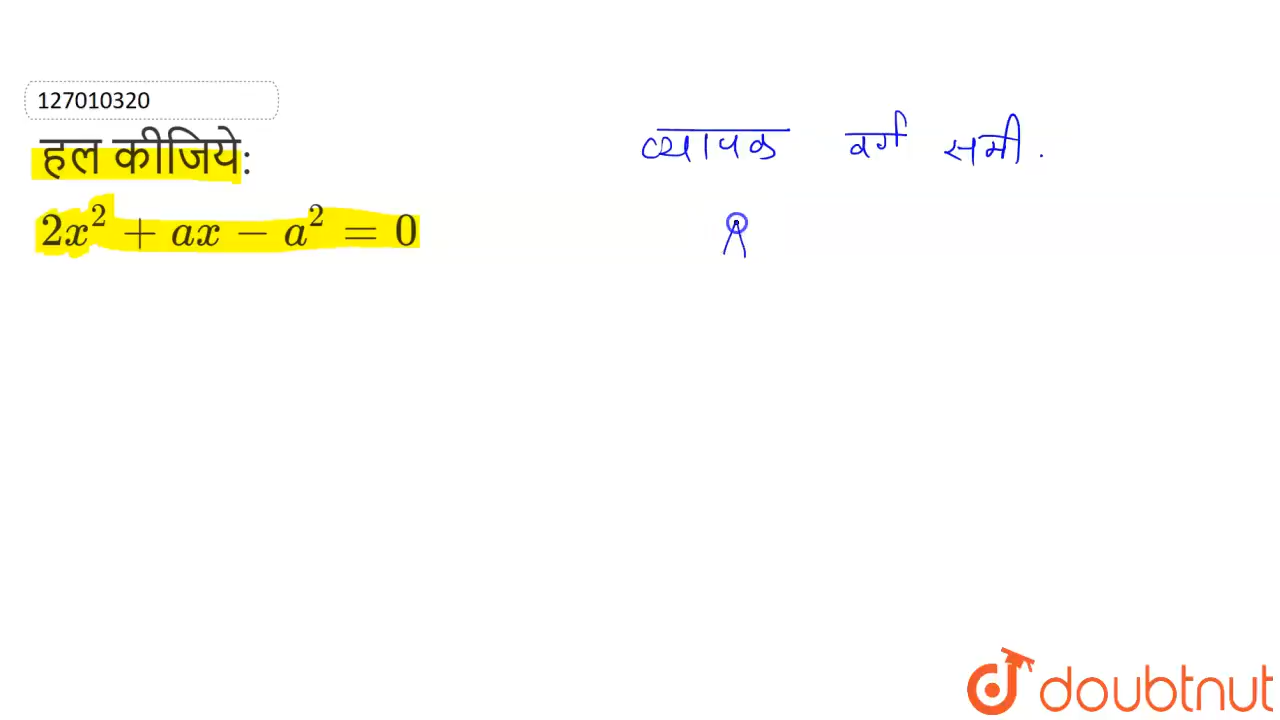 127010320
हल कीजिये:
2x² + ax − a² = 0
व्यापक वर्ग समी.
A
doubtnut